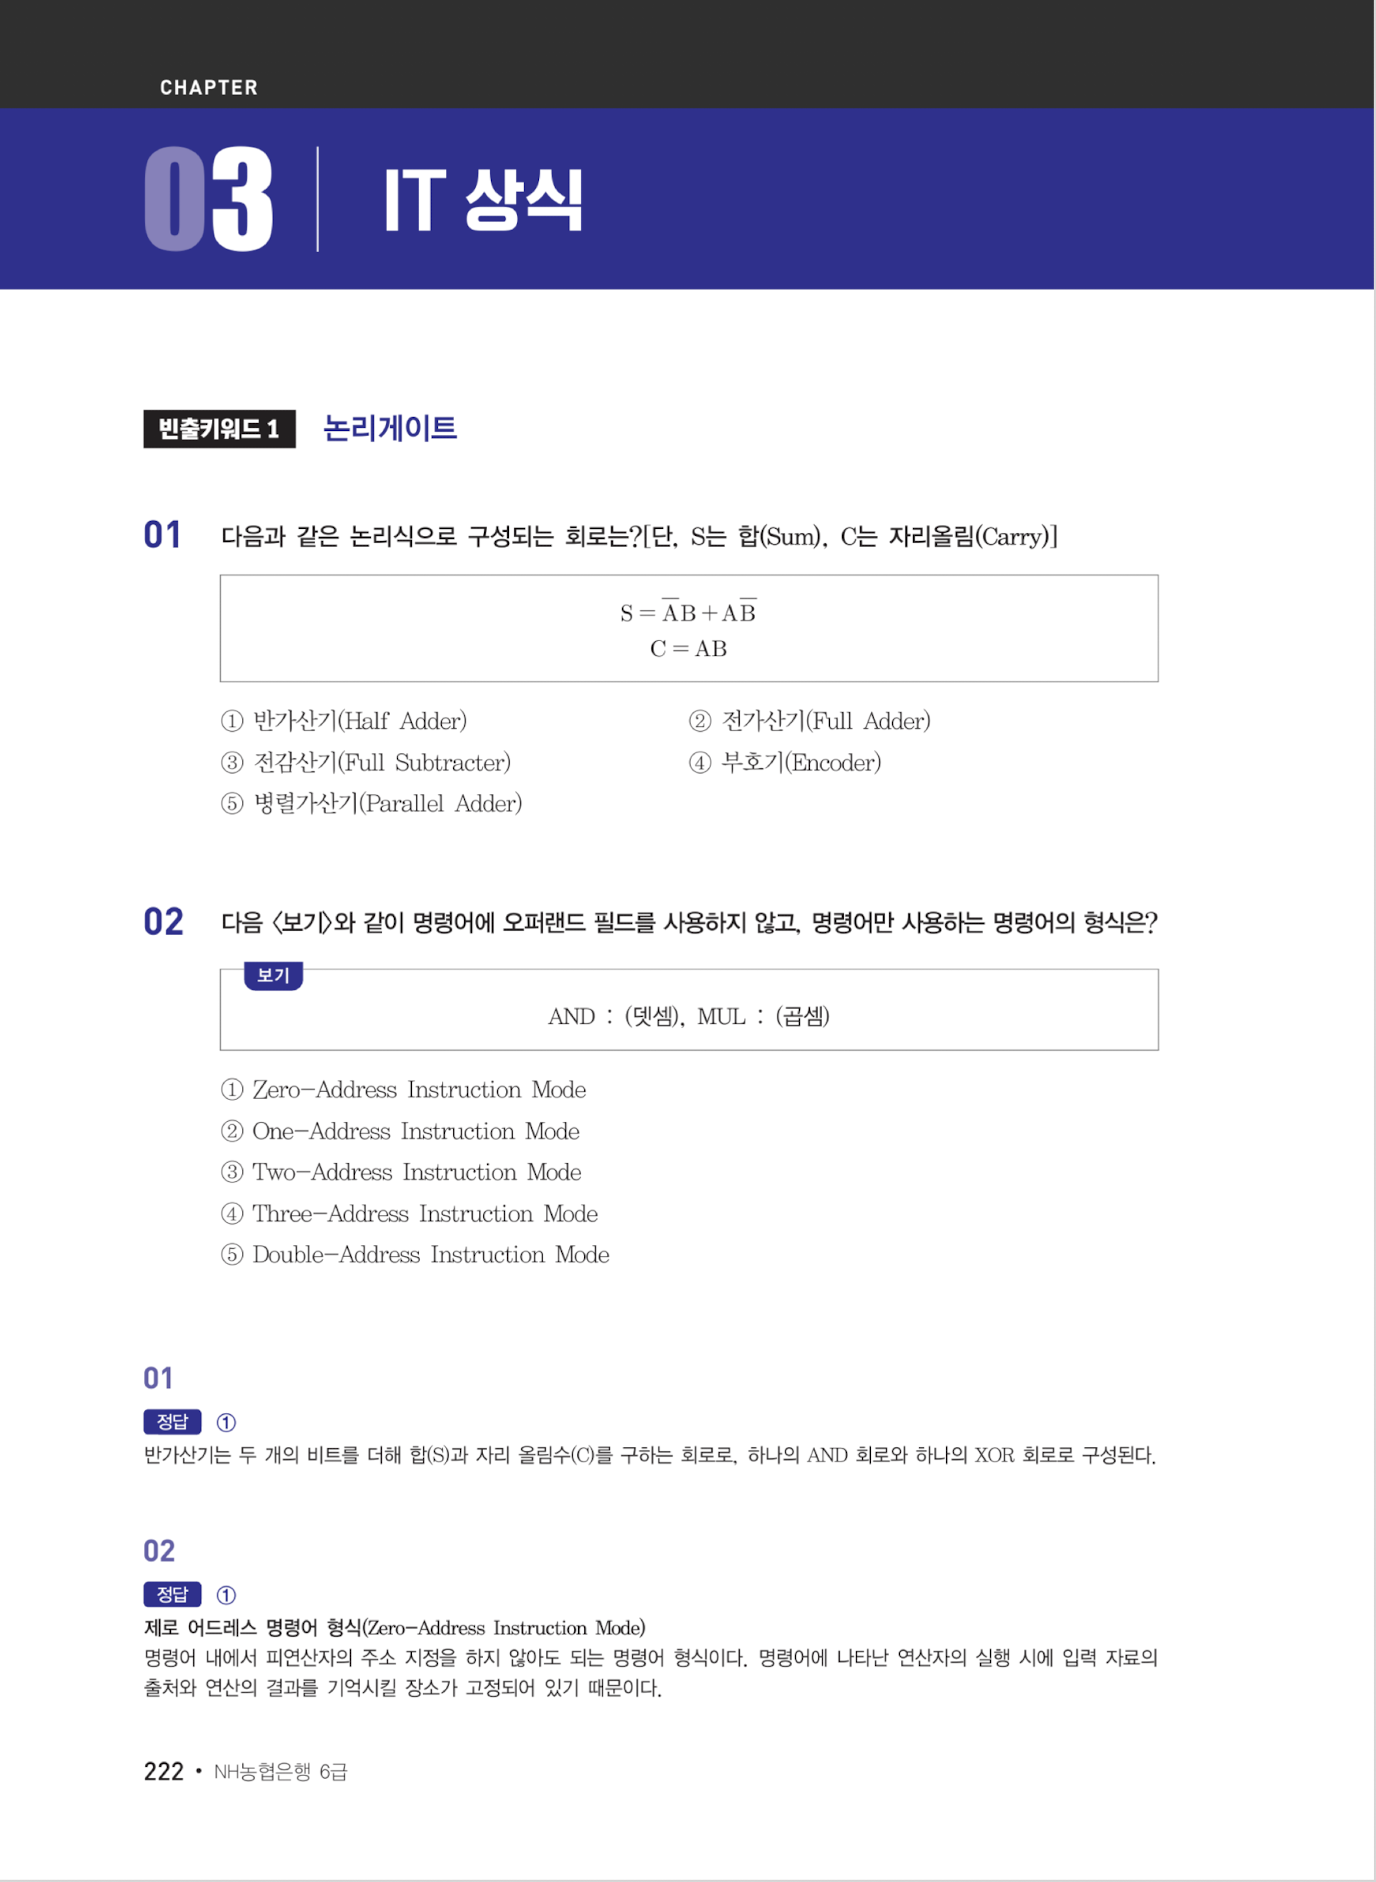 CHAPTER
03 IT 상식
빈출키워드 1 논리게이트
01 다음과 같은 논리식으로 구성되는 회로는?[단, S는 합(Sum), C는 자리올림(Carry)]
S = A̅B + AB̅
C = AB
① 반가산기(Half Adder) ② 전가산기(Full Adder)
③ 전감산기(Full Subtracter) ④ 부호기(Encoder)
⑤ 병렬가산기(Parallel Adder)
02 다음 〈보기〉와 같이 명령어에 오퍼랜드 필드를 사용하지 않고, 명령어만 사용하는 명령어의 형식은?
보기
AND : (뎃셈), MUL : (곱셈)
① Zero-Address Instruction Mode
② One-Address Instruction Mode
③ Two-Address Instruction Mode
④ Three-Address Instruction Mode
⑤ Double-Address Instruction Mode
01
정답 ①
반가산기는 두 개의 비트를 더해 합(S)과 자리 올림수(C)를 구하는 회로로, 하나의 AND 회로와 하나의 XOR 회로로 구성된다.
02
정답 ①
제로 어드레스 명령어 형식(Zero-Address Instruction Mode)
명령어 내에서 피연산자의 주소 지정을 하지 않아도 되는 명령어 형식이다. 명령어에 나타난 연산자의 실행 시에 입력 자료의
출처와 연산의 결과를 기억시킬 장소가 고정되어 있기 때문이다.
222 • NH농협은행 6급